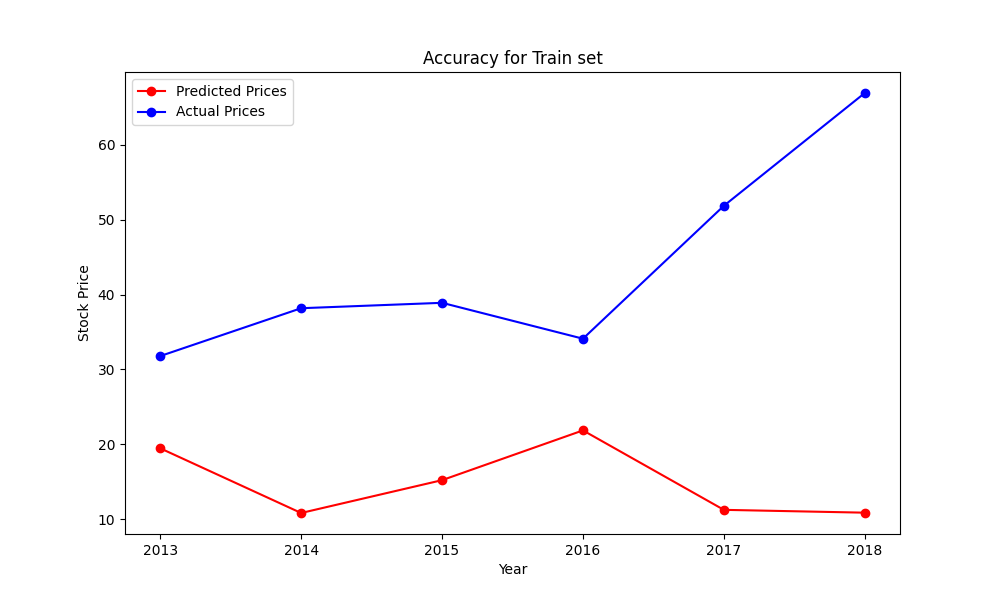 Accuracy for Train set
Predicted Prices
Actual Prices
60
50
40
30
20
10
Stock Price
2013 2014 2015 2016 2017 2018
Year